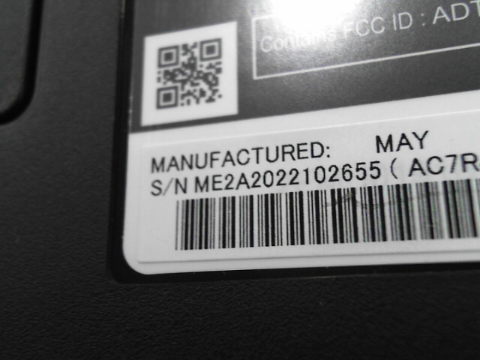 Contains FCC ID : ADT
MANUFACTURED: MAY
S/N ME2A2022102655 ( AC7R